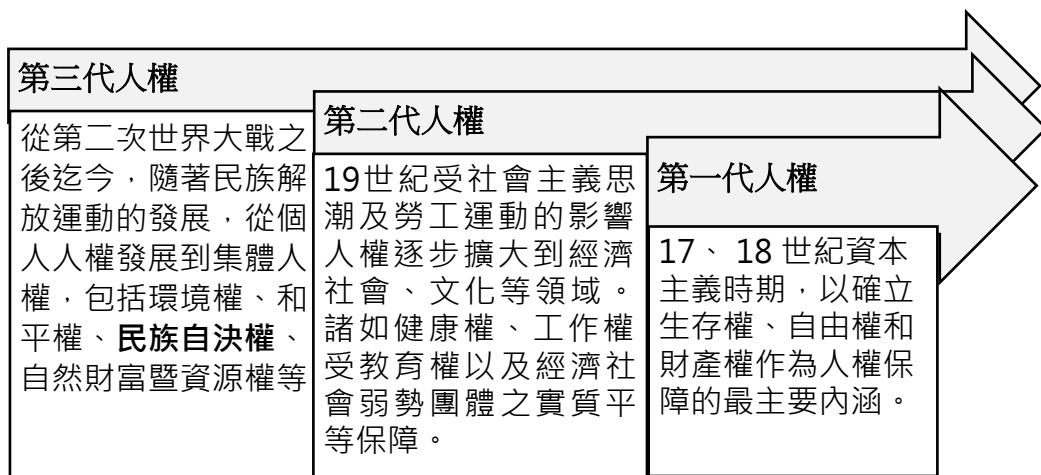 第三代人權
從第二次世界大戰之
後迄今，隨著民族解
放運動的發展，從個
人人權發展到集體人
權，包括環境權、和
平權、民族自決權、
自然財富暨資源權等
第二代人權
19世紀受社會主義思
潮及勞工運動的影響
人權逐步擴大到經濟
社會、文化等領域。
諸如健康權、工作權
受教育權以及經濟社
會弱勢團體之實質平
等保障。
第一代人權
17、 18 世紀資本
主義時期，以確立
生存權、自由權和
財產權作為人權保
障的最主要內涵。